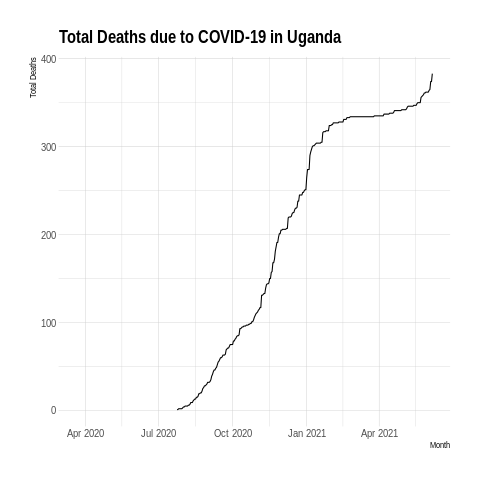 Total Deaths due to COVID-19 in Uganda
Total Deaths
400
300
200
100
0
Apr 2020 Jul 2020 Oct 2020 Jan 2021 Apr 2021
Month